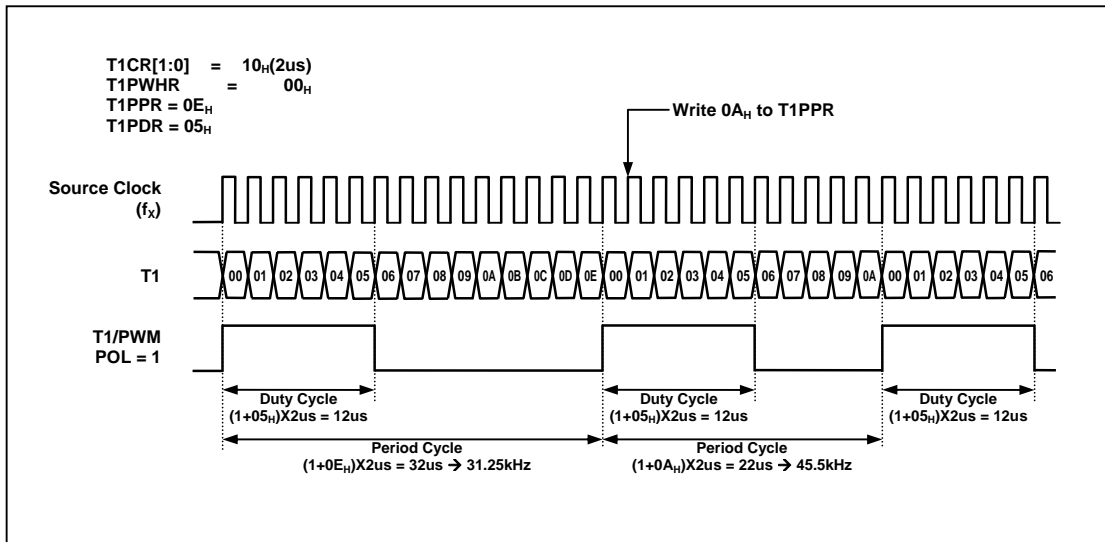 T1CR[1:0] = 10H(2us)
T1PWHR = 00H
T1PPR = 0EH
T1PDR = 05H
Write 0AH to T1PPR
Source Clock
(fX)
T1
00 01 02 03 04 05 06 07 08 09 0A 0B 0C 0D 0E 00 01 02 03 04 05 06 07 08 09 0A 00 01 02 03 04 05 06
T1/PWM
POL = 1
Duty Cycle
(1+05H)X2us = 12us
Duty Cycle
(1+05H)X2us = 12us
Duty Cycle
(1+05H)X2us = 12us
Period Cycle
(1+0EH)X2us = 32us → 31.25kHz
Period Cycle
(1+0AH)X2us = 22us → 45.5kHz